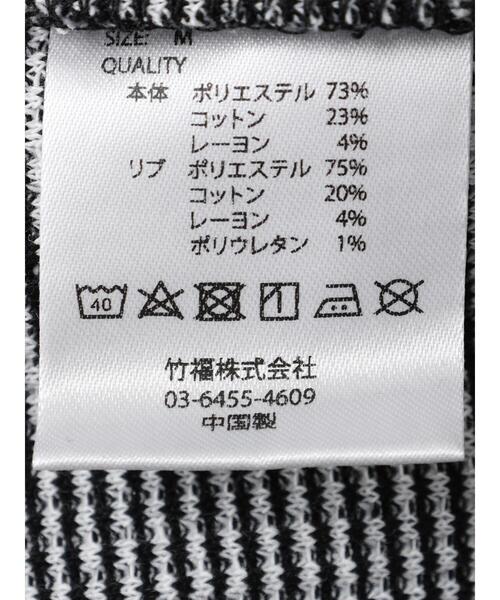 SIZE: M
QUALITY
本体 ポリエステル 73%
コットン 23%
レーヨン 4%
リブ ポリエステル 75%
コットン 20%
レーヨン 4%
ポリウレタン 1%
40
竹福株式会社
03-6455-4609
中国製